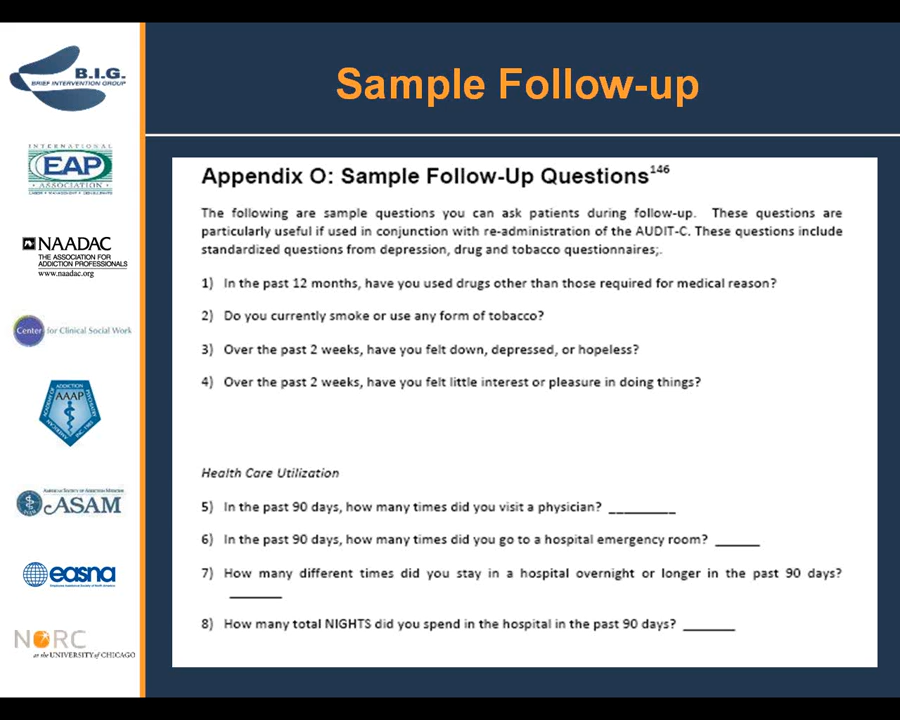 B.I.G.
BRIEF INTERVENTION GROUP
INTERNATIONAL
EAP
ASSOCIATION
NAADAC
THE ASSOCIATION FOR
ADDICTION PROFESSIONALS
www.naadac.org
Center for Clinical Social Work
AAAP
AMERICAN SOCIETY OF ADDICTION MEDICINE
ASAM
easna
NORC
at the UNIVERSITY of CHICAGO
Sample Follow-up
Appendix O: Sample Follow-Up Questions146
The following are sample questions you can ask patients during follow-up. These questions are
particularly useful if used in conjunction with re-administration of the AUDIT-C. These questions include
standardized questions from depression, drug and tobacco questionnaires;.
1) In the past 12 months, have you used drugs other than those required for medical reason?
2) Do you currently smoke or use any form of tobacco?
3) Over the past 2 weeks, have you felt down, depressed, or hopeless?
4) Over the past 2 weeks, have you felt little interest or pleasure in doing things?
Health Care Utilization
5) In the past 90 days, how many times did you visit a physician? _________
6) In the past 90 days, how many times did you go to a hospital emergency room? ______
7) How many different times did you stay in a hospital overnight or longer in the past 90 days?
_______
8) How many total NIGHTS did you spend in the hospital in the past 90 days? _______